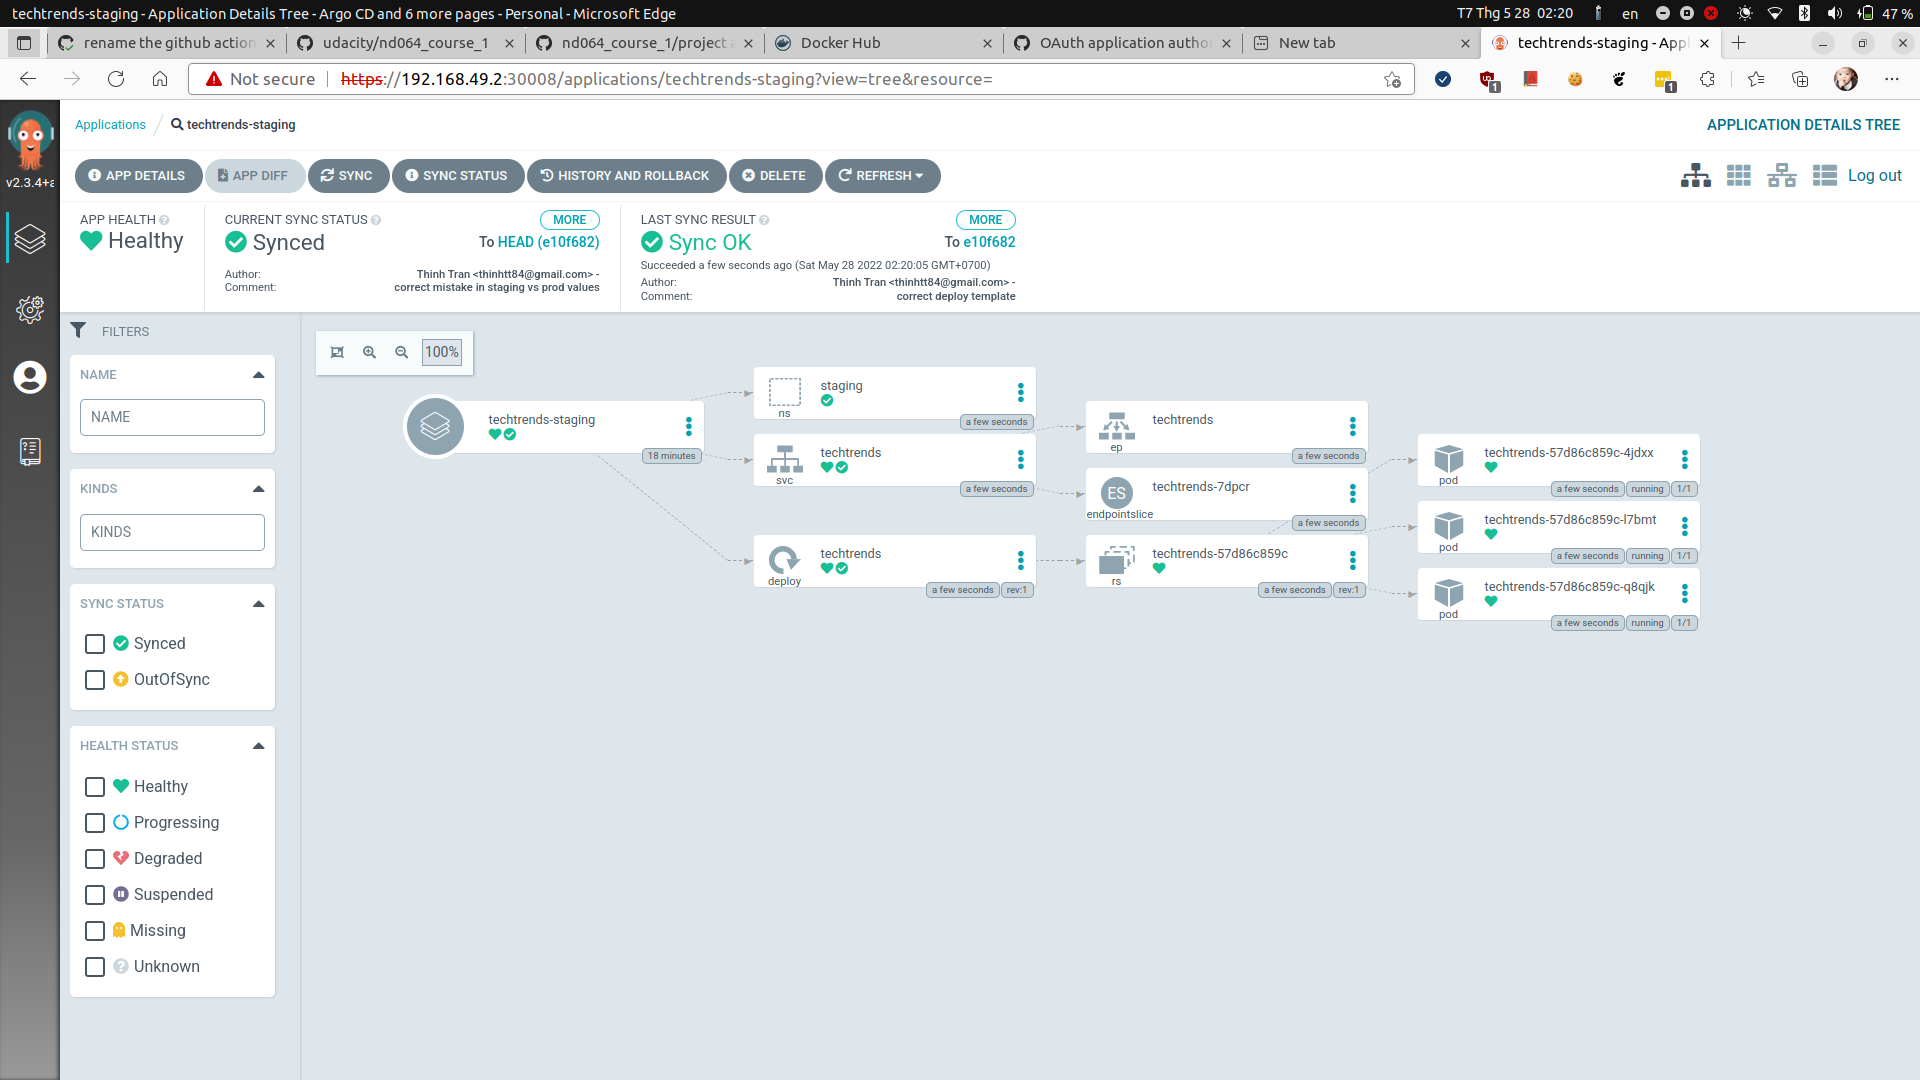 techtrends-staging - Application Details Tree - Argo CD and 6 more pages - Personal - Microsoft Edge
T7 Thg 5 28 02:20
en
47 %
rename the github action
udacity/nd064_course_1
nd064_course_1/project
Docker Hub
OAuth application autho
New tab
techtrends-staging - Appl
Not secure
https://192.168.49.2:30008/applications/techtrends-staging?view=tree&resource=
1
1
v2.3.4+a
Applications
techtrends-staging
APPLICATION DETAILS TREE
APP DETAILS
APP DIFF
SYNC
SYNC STATUS
HISTORY AND ROLLBACK
DELETE
REFRESH
Log out
APP HEALTH
Healthy
CURRENT SYNC STATUS
MORE
Synced
To HEAD (e10f682)
Author:
Thinh Tran <thinhtt84@gmail.com> -
Comment:
correct mistake in staging vs prod values
LAST SYNC RESULT
MORE
Sync OK
To e10f682
Succeeded a few seconds ago (Sat May 28 2022 02:20:05 GMT+0700)
Author:
Thinh Tran <thinhtt84@gmail.com> -
Comment:
correct deploy template
FILTERS
NAME
NAME
KINDS
KINDS
SYNC STATUS
Synced
OutOfSync
HEALTH STATUS
Healthy
Progressing
Degraded
Suspended
Missing
Unknown
100%
techtrends-staging
18 minutes
staging
ns
a few seconds
techtrends
svc
a few seconds
techtrends
deploy
a few seconds
rev:1
techtrends
ep
a few seconds
ES
techtrends-7dpcr
endpointslice
a few seconds
techtrends-57d86c859c
rs
a few seconds
rev:1
techtrends-57d86c859c-4jdxx
pod
a few seconds
running
1/1
techtrends-57d86c859c-l7bmt
pod
a few seconds
running
1/1
techtrends-57d86c859c-q8qjk
pod
a few seconds
running
1/1